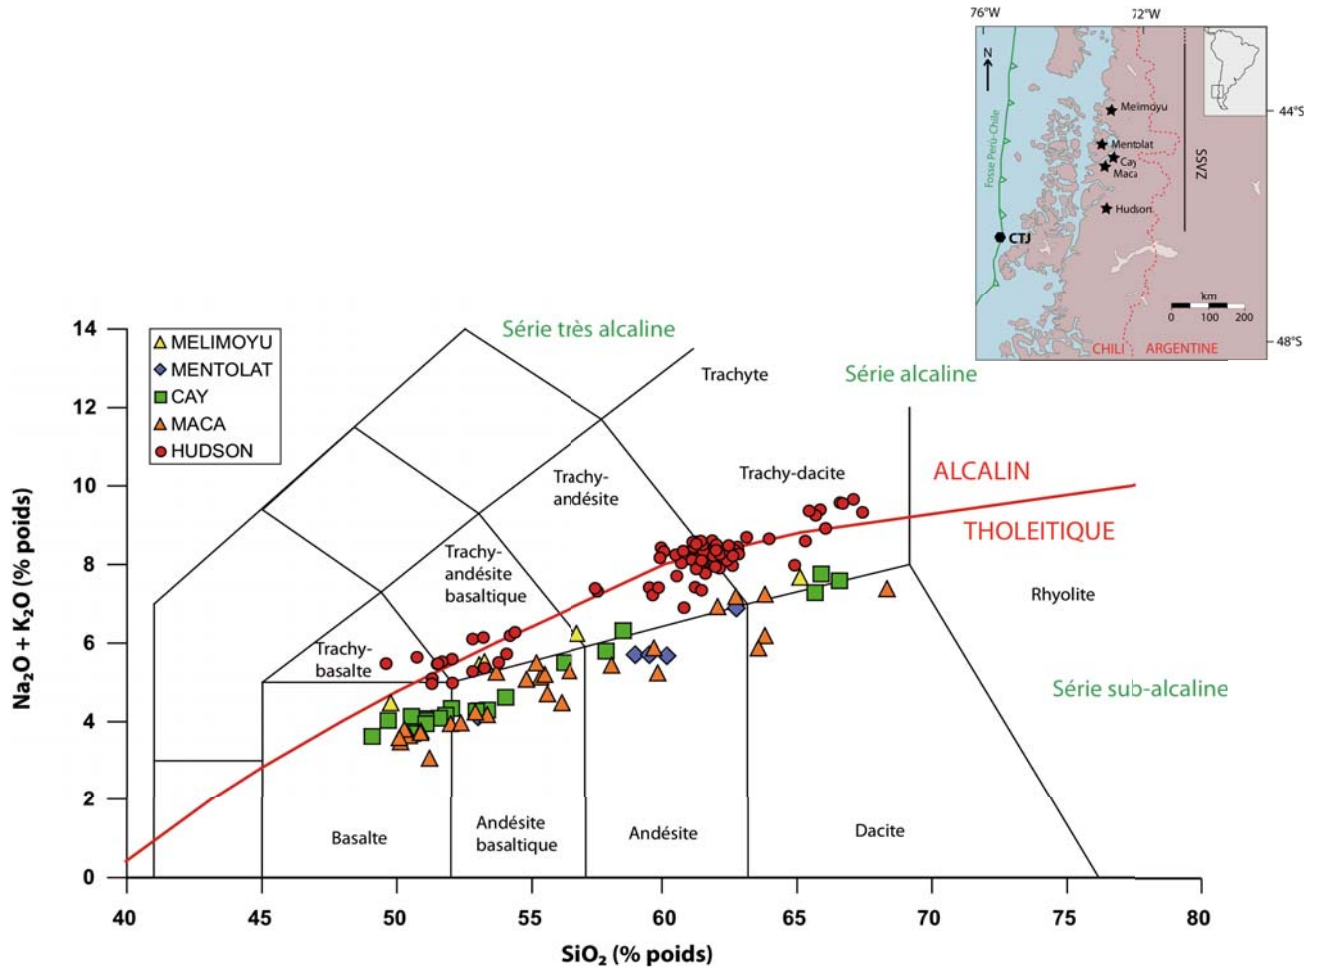 76°W
72°W
N
Fosse Perú-Chile
Meimoyu
Mentolat
Cay
Maca
Hudson
CTJ
SSVZ
44°S
km
0 100 200
CHILI ARGENTINE
48°S
14
12
10
8
6
4
2
0
Na₂O + K₂O (% poids)
MELIMOYU
MENTOLAT
CAY
MACA
HUDSON
Série très alcaline
Trachyte
Série alcaline
Trachy-
andésite
Trachy-dacite
ALCALIN
THOLEITIQUE
Trachy-
andésite
basaltique
Rhyolite
Trachy-
basalte
Série sub-alcaline
Basalte
Andésite
basaltique
Andésite
Dacite
40 45 50 55 60 65 70 75 80
SiO₂ (% poids)